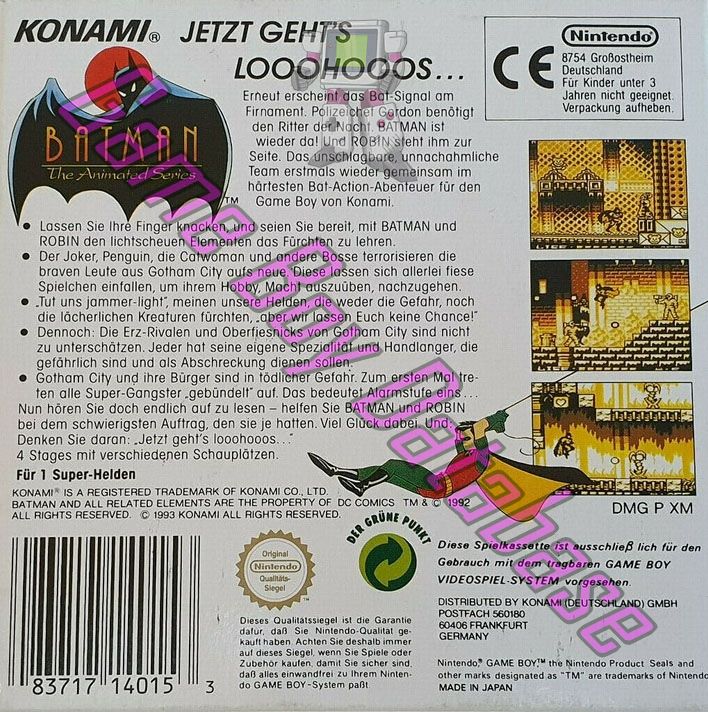 KONAMI® JETZT GEHT'S
LOOOHOOOS...
Nintendo®
8754 Großostheim
Deutschland
Für Kinder unter 3
Jahren nicht geeignet.
Verpackung aufheben.
CE
BATMAN
The Animated Series
TM
Erneut erscheint das Bat-Signal am
Firmament. Polizeichef Gordon benötigt
den Ritter der Nacht. BATMAN ist
wieder da! ROBIN steht ihm zur
Seite. Das unnachahmliche
Team erstmals wieder gemeinsam im
härtesten Bat-Action-Abenteuer für den
Game Boy von Konami.
• Lassen Sie Ihre Finger knacken, und seien Sie bereit, mit BATMAN und
ROBIN den lichtscheuen das Fürchten zu lehren.
• Der Joker, Penguin, die Catwoman und andere Bosse terrorisieren die
braven Leute aus Gotham City aufs neue. Diese lassen sich allerlei fiese
Spielchen einfallen, um ihrem Hobby, Macht auszuüben, nachzugehen.
• „Tut uns jammer-light", meinen unsere Helden, die weder die Gefahr, noch
die lächerlichen Kreaturen fürchten, „aber wir lassen Euch keine Chance!"
• Dennoch: Die Erz-Rivalen und Oberfiesnicks von Gotham City sind nicht
zu unterschätzen. Jeder hat seine eigene Spezialität und Handlanger, die
gefährlich sind und als Abschreckung dienen sollen.
• Gotham City und ihre Bürger sind in tödlicher Gefahr. Zum ersten Mal tre-
ten alle Super-Gangster „gebündelt" auf. Das bedeutet Alarmstufe eins...
Nun hören Sie doch endlich auf zu lesen – helfen Sie BATMAN und ROBIN
bei dem schwierigsten Auftrag, den sie je hatten. Viel Glück dabei. Und:
Denken Sie daran: „Jetzt geht's looohooos..."
4 Stages mit verschiedenen Schauplätzen.
Für 1 Super-Helden
KONAMI® IS A REGISTERED TRADEMARK OF KONAMI CO., LTD.
BATMAN AND ALL RELATED ELEMENTS ARE THE PROPERTY OF DC COMICS TM & © 1992
ALL RIGHTS RESERVED. © 1993 KONAMI ALL RIGHTS RESERVED.
DMG P XM
83717 14015 3
Original
Nintendo
Qualitäts-
Siegel
DER GRÜNE PUNKT
Dieses Qualitätssiegel ist die Garantie
dafür, daß Sie Nintendo-Qualität ge-
kauft haben. Achten Sie deshalb immer
auf dieses Siegel, wenn Sie Spiele oder
Zubehör kaufen, damit Sie sicher sind,
daß alles einwandfrei zu Ihrem Ninten-
do GAME BOY-System paßt.
Diese Spielkassette ist ausschließlich für den
Gebrauch mit dem tragbaren GAME BOY
VIDEOSPIEL-SYSTEM vorgesehen.
DISTRIBUTED BY KONAMI (DEUTSCHLAND) GMBH
POSTFACH 560180
60406 FRANKFURT
GERMANY
Nintendo,® GAME BOY,™ the Nintendo Product Seals and
other marks designated as "TM" are trademarks of Nintendo.
MADE IN JAPAN
Game Boy Database